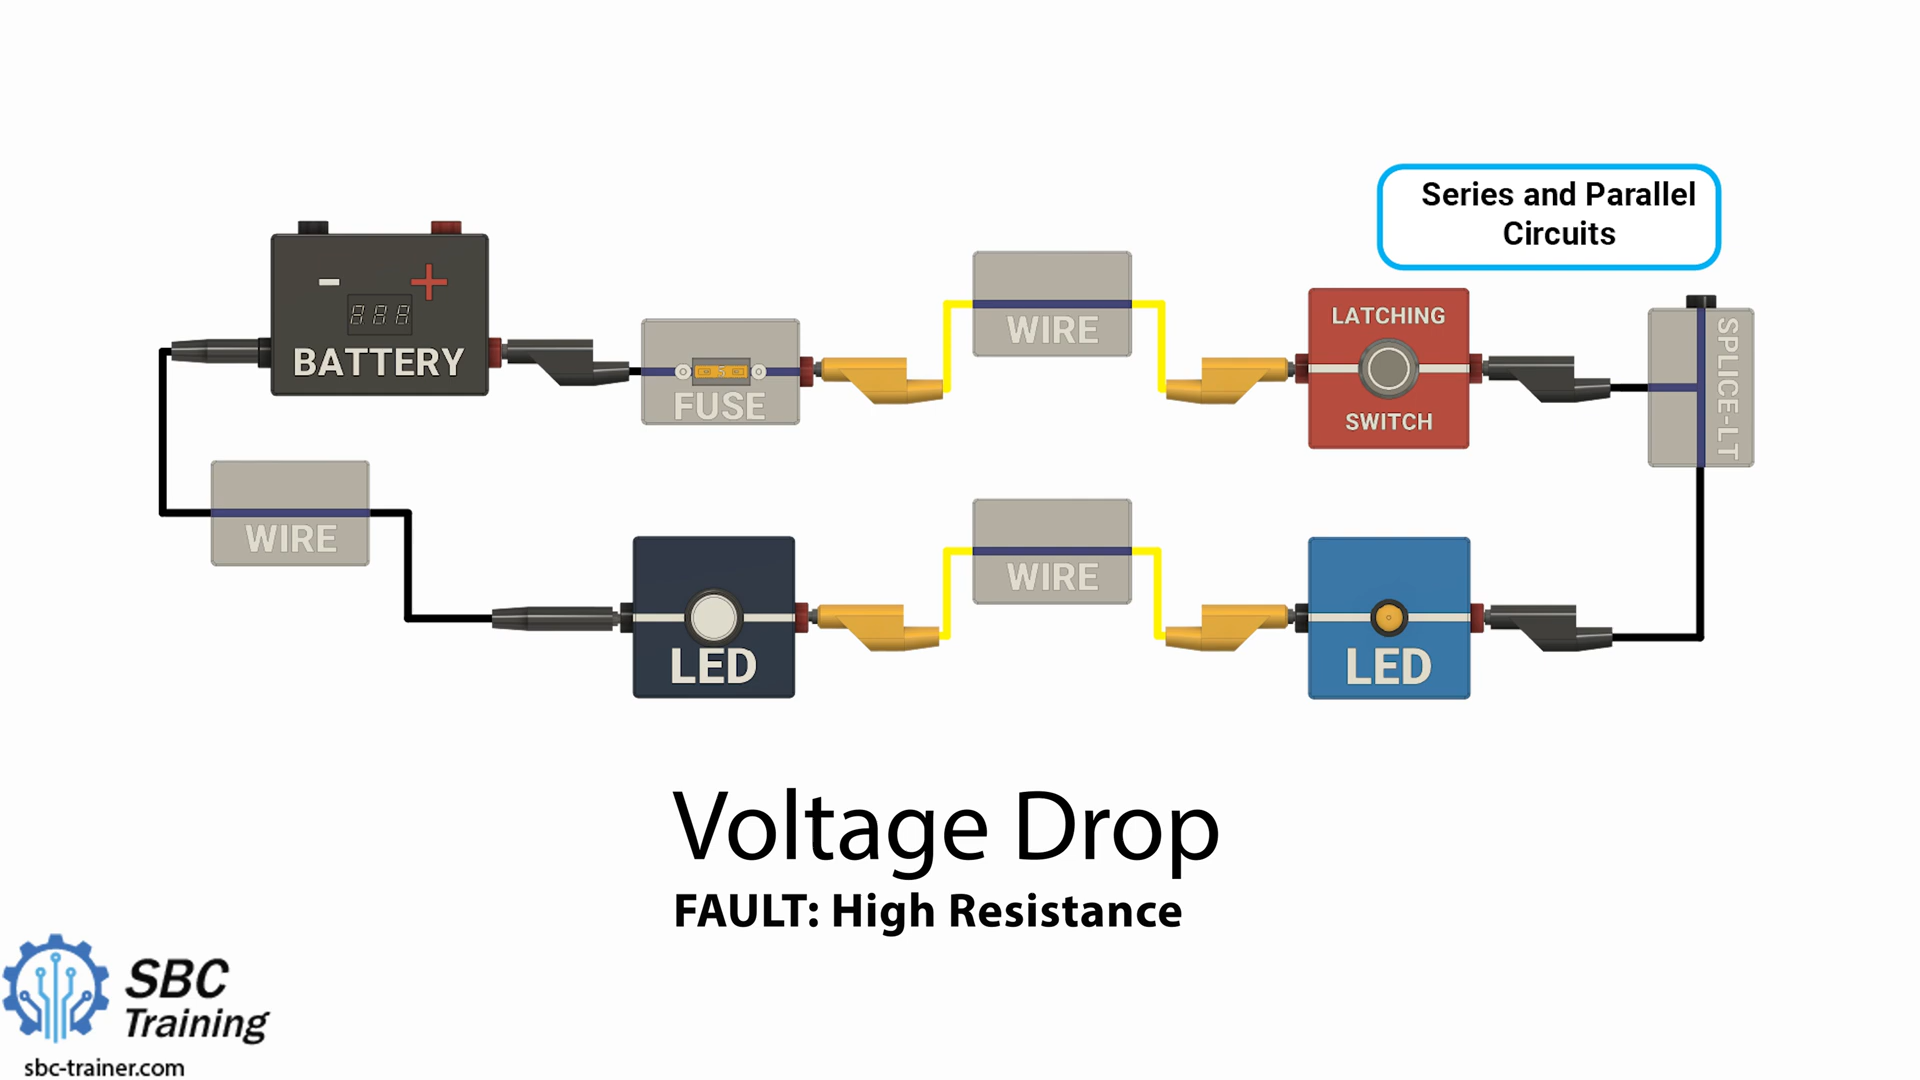 Series and Parallel
Circuits
- +
BATTERY
FUSE
WIRE
LATCHING
SWITCH
SPLICE-LT
WIRE
LED
WIRE
LED
Voltage Drop
FAULT: High Resistance
SBC
Training
sbc-trainer.com